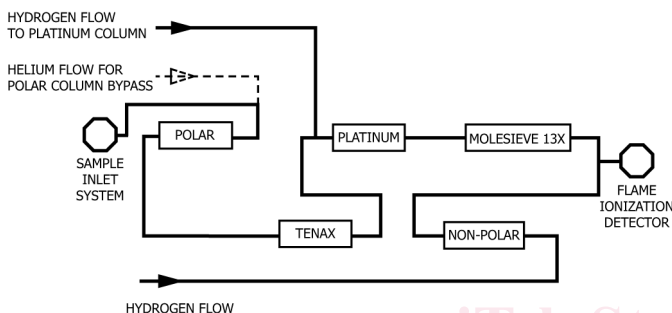 HYDROGEN FLOW
TO PLATINUM COLUMN
HELIUM FLOW FOR
POLAR COLUMN BYPASS
POLAR
PLATINUM
MOLESIEVE 13X
SAMPLE
INLET
SYSTEM
FLAME
IONIZATION
DETECTOR
TENAX
NON-POLAR
HYDROGEN FLOW